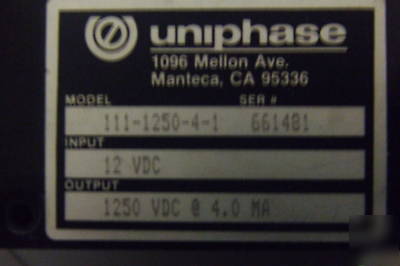 uniphase
1096 Mellon Ave.
Manteca, CA 95336
MODEL SER #
111-1250-4-1 661481
INPUT
12 VDC
OUTPUT
1250 VDC @ 4.0 MA